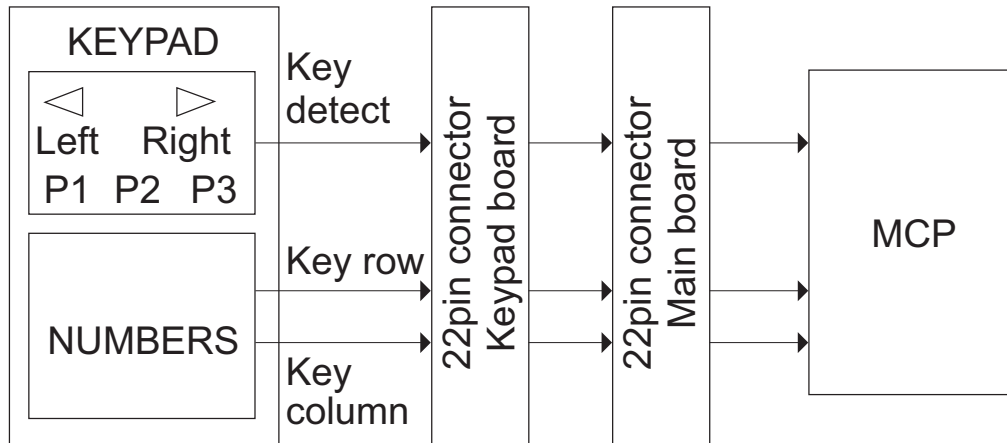 KEYPAD
Left Right
P1 P2 P3
NUMBERS
Key
detect
Key row
Key
column
22pin connector
Keypad board
22pin connector
Main board
MCP